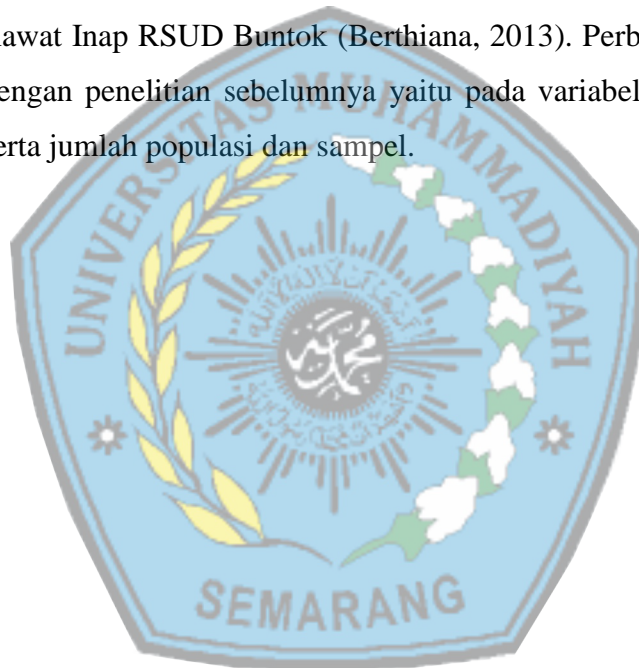 awat Inap RSUD Buntok (Berthiana, 2013). Perb
engan penelitian sebelumnya yaitu pada variabel
erta jumlah populasi dan sampel.
UNIVERSITAS MUHAMMADIYAH
محمد
SEMARANG